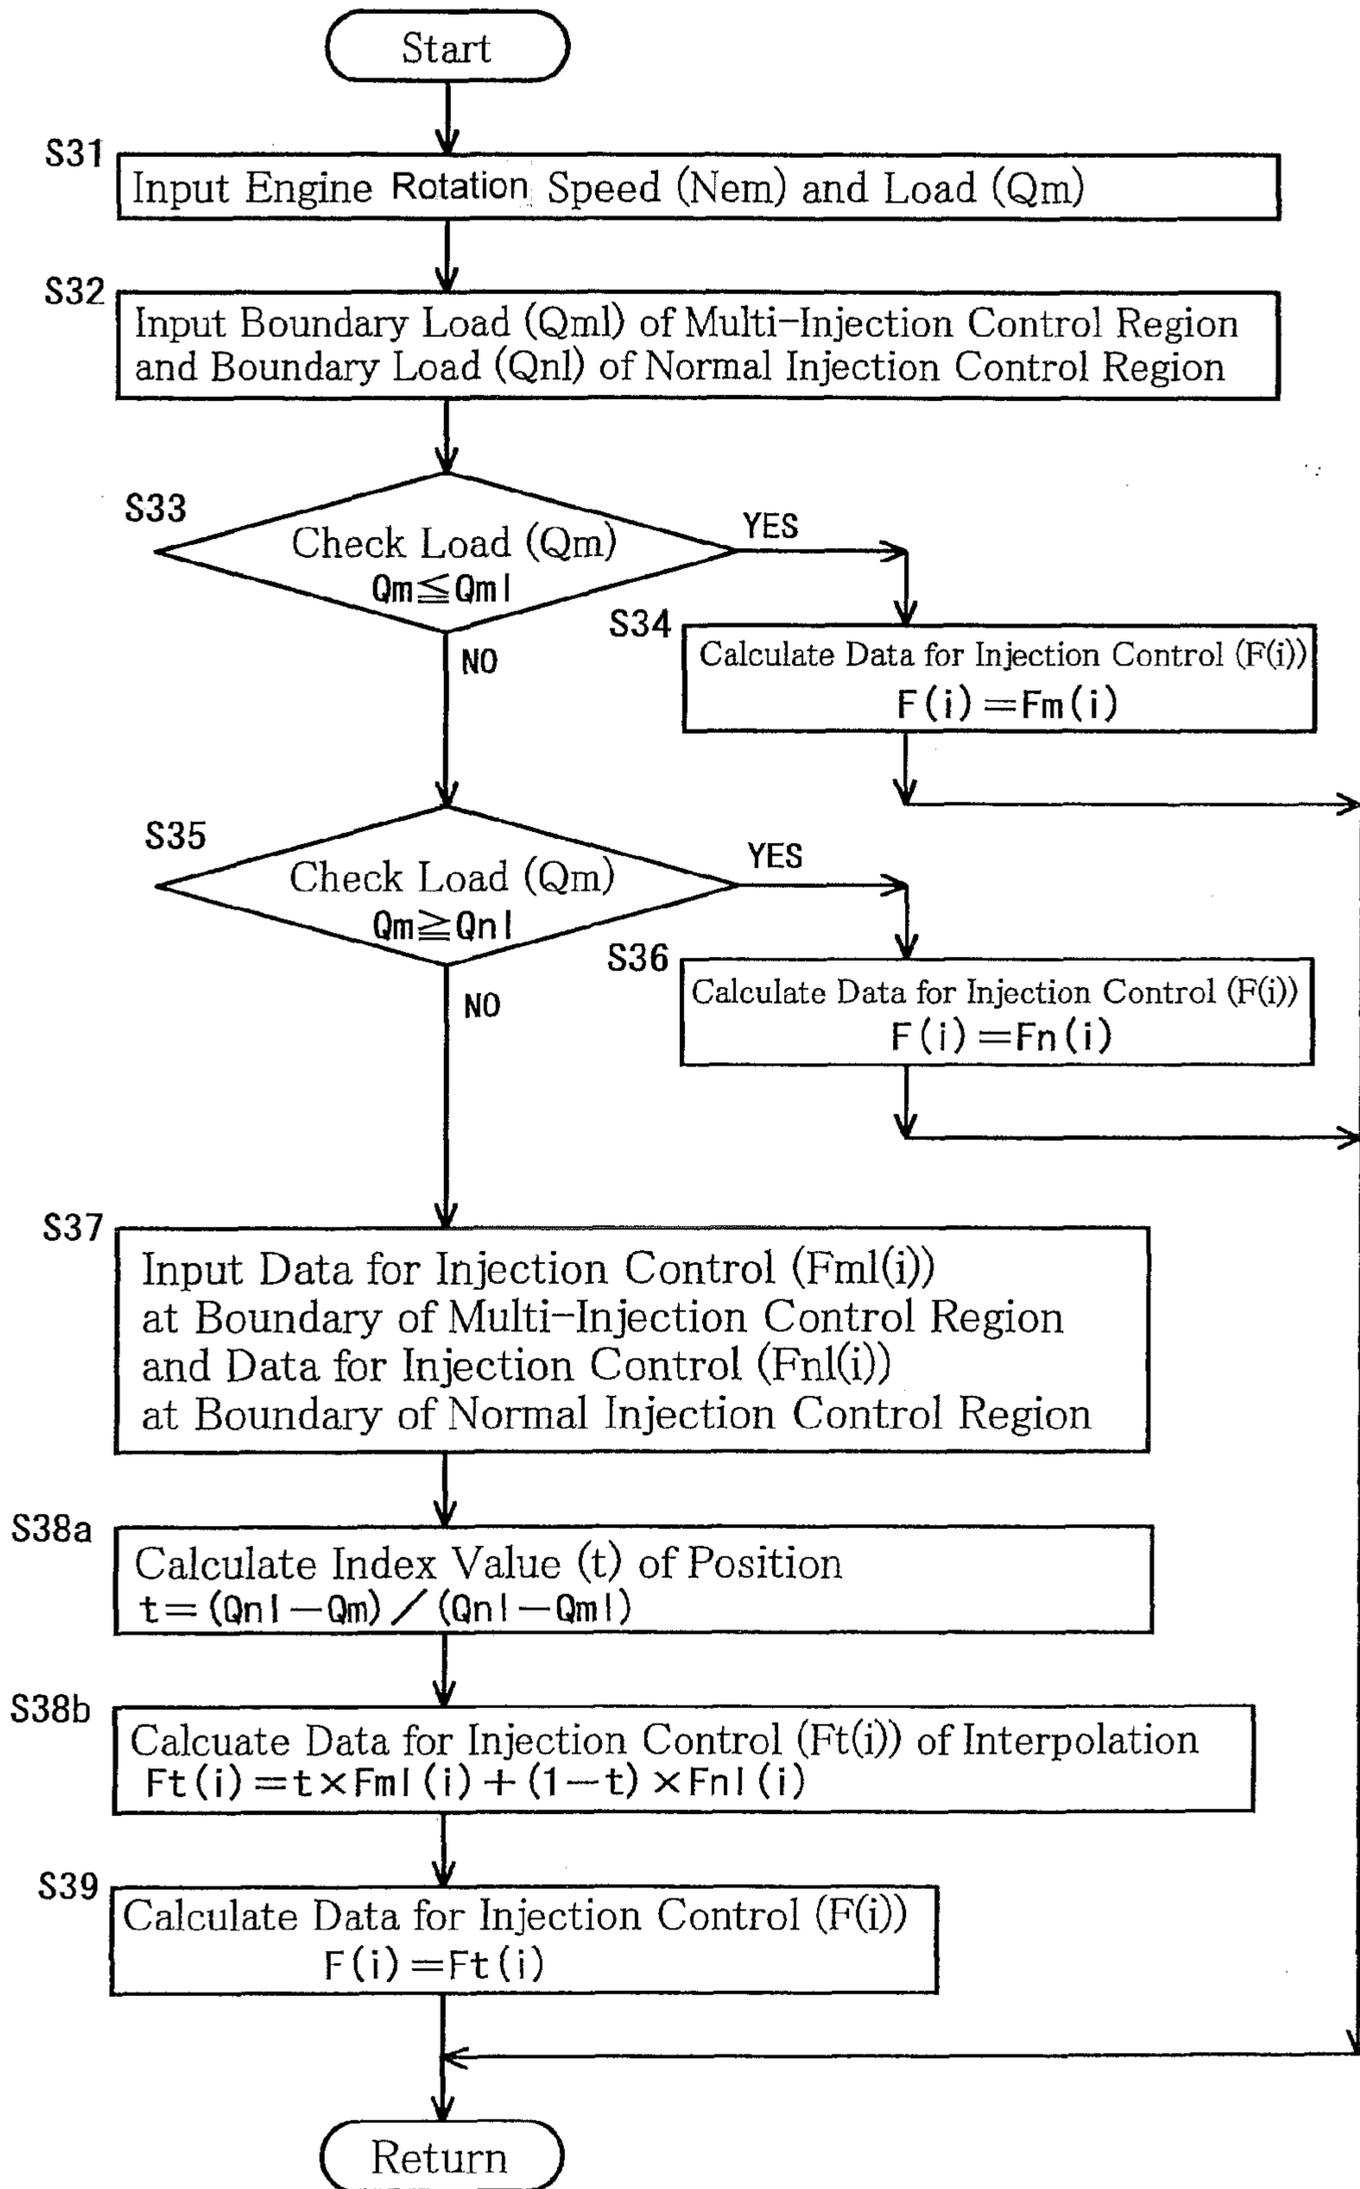 Start
S31
Input Engine Rotation Speed (Nem) and Load (Qm)
S32
Input Boundary Load (Qml) of Multi-Injection Control Region
and Boundary Load (Qnl) of Normal Injection Control Region
S33
Check Load (Qm)
Qm≦Qml
YES
NO
S34
Calculate Data for Injection Control (F(i))
F(i)=Fm(i)
S35
Check Load (Qm)
Qm≧Qnl
YES
NO
S36
Calculate Data for Injection Control (F(i))
F(i)=Fn(i)
S37
Input Data for Injection Control (Fml(i))
at Boundary of Multi-Injection Control Region
and Data for Injection Control (Fnl(i))
at Boundary of Normal Injection Control Region
S38a
Calculate Index Value (t) of Position
t=(Qnl-Qm)/(Qnl-Qml)
S38b
Calcuate Data for Injection Control (Ft(i)) of Interpolation
Ft(i)=t×Fml(i)+(1-t)×Fnl(i)
S39
Calculate Data for Injection Control (F(i))
F(i)=Ft(i)
Return